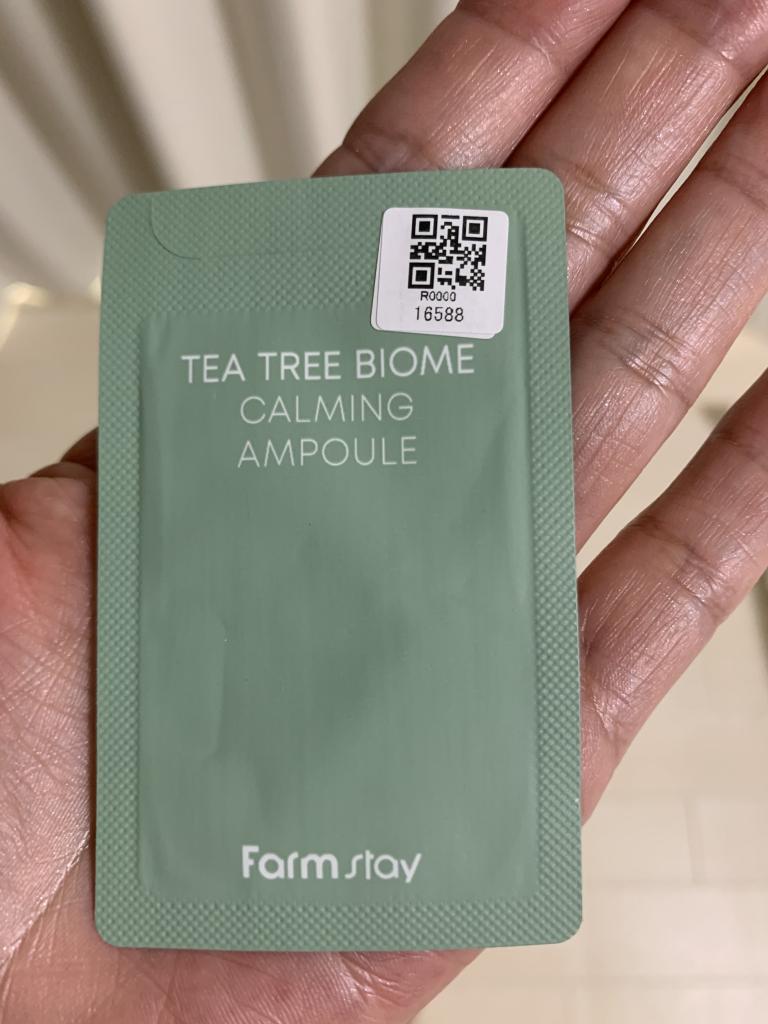 R0000
16588
TEA TREE BIOME
CALMING
AMPOULE
Farm stay